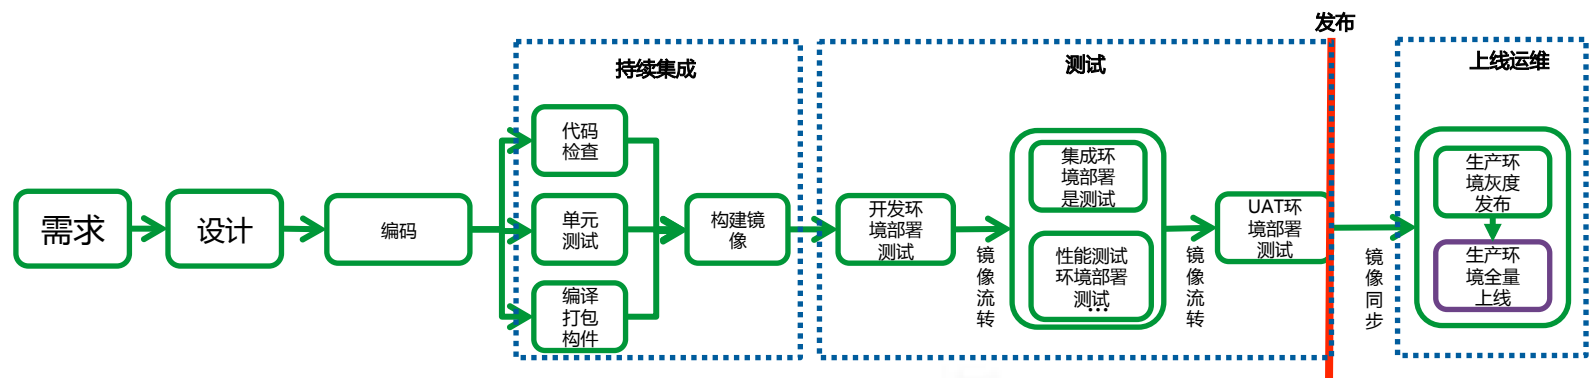 需求
设计
编码
持续集成
代码
检查
单元
测试
编译
打包
构件
构建镜
像
测试
开发环
境部署
测试
镜
像
流
转
集成环
境部署
是测试
性能测试
环境部署
测试
...
镜
像
流
转
UAT环
境部署
测试
发布
镜
像
同
步
上线运维
生产环
境灰度
发布
生产环
境全量
上线